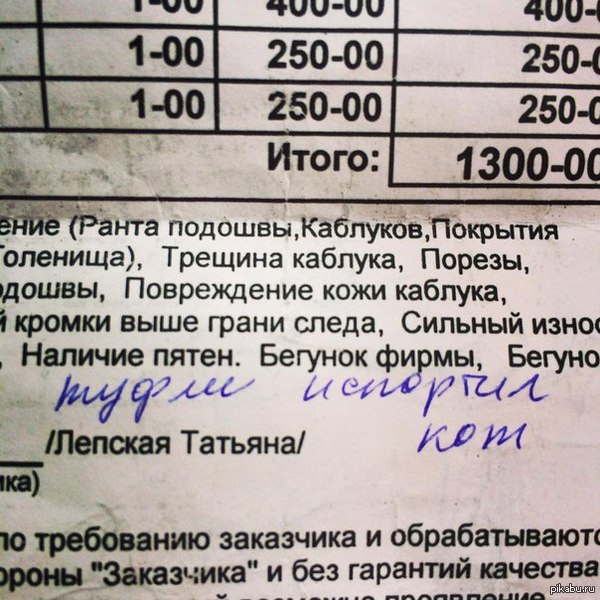 1-00 400-00 400-
1-00 250-00 250-0
1-00 250-00 250-0
Итого: 1300-00
ение (Ранта подошвы,Каблуков,Покрытия
Голенища), Трещина каблука, Порезы,
одошвы, Повреждение кожи каблука,
й кромки выше грани следа, Сильный износ
, Наличие пятен. Бегунок фирмы, Бегуно
туфли испортил
кот
/Лепская Татьяна/
ика)
по требованию заказчика и обрабатываютс
ороны "Заказчика" и без гарантий качества
pikabu.ru